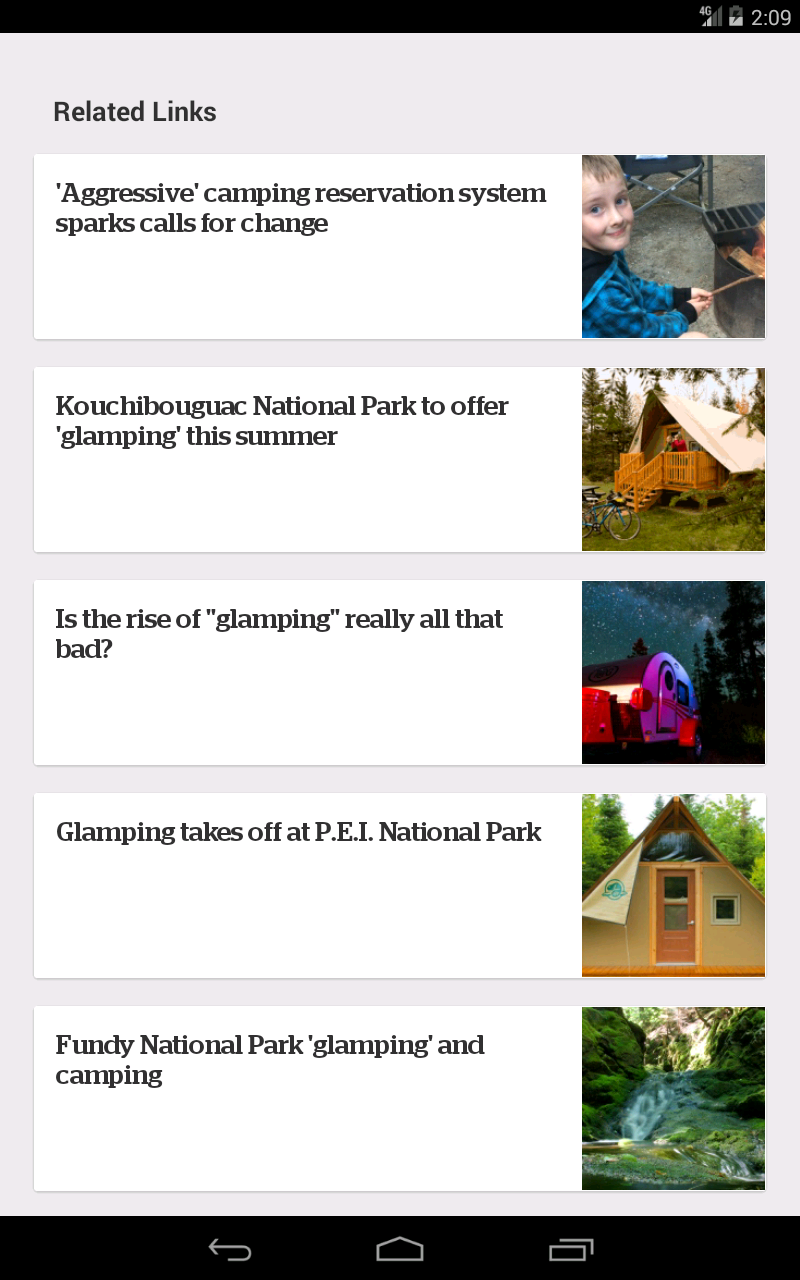 4G 2:09
Related Links
'Aggressive' camping reservation system
sparks calls for change
Kouchibouguac National Park to offer
'glamping' this summer
Is the rise of "glamping" really all that
bad?
Glamping takes off at P.E.I. National Park
Fundy National Park 'glamping' and
camping